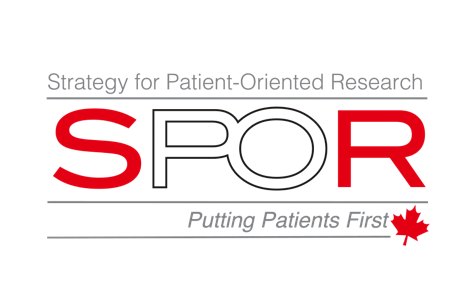 Strategy for Patient-Oriented Research
SPOR
Putting Patients First